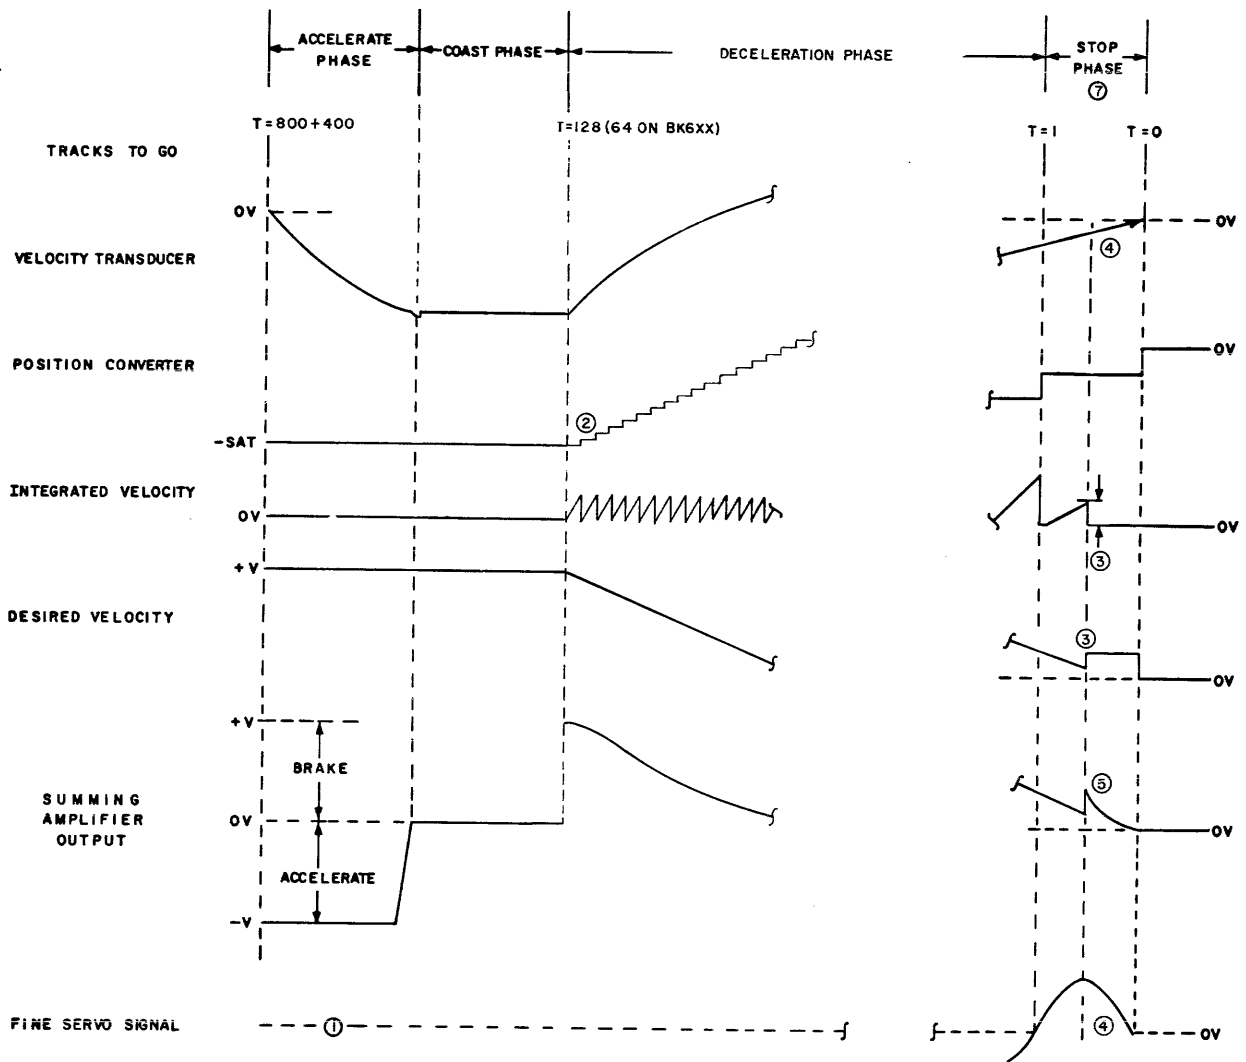 ACCELERATE PHASE
COAST PHASE
DECELERATION PHASE
STOP PHASE
⑦
TRACKS TO GO
T=800+400
T=128 (64 ON BK6XX)
T=1
T=0
VELOCITY TRANSDUCER
OV
OV
④
POSITION CONVERTER
-SAT
②
OV
INTEGRATED VELOCITY
OV
OV
③
DESIRED VELOCITY
+V
③
OV
SUMMING AMPLIFIER OUTPUT
+V
BRAKE
OV
ACCELERATE
-V
⑤
OV
FINE SERVO SIGNAL
①
④
OV